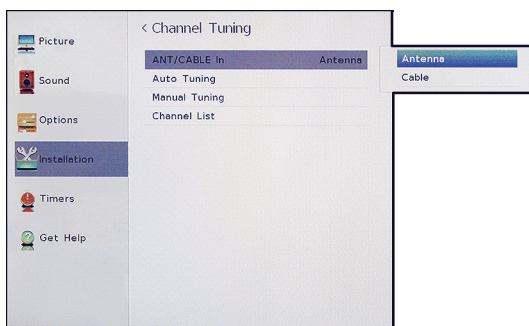 Picture
Sound
Options
Installation
Timers
Get Help
< Channel Tuning
ANT/CABLE In Antenna
Auto Tuning
Manual Tuning
Channel List
Antenna
Cable